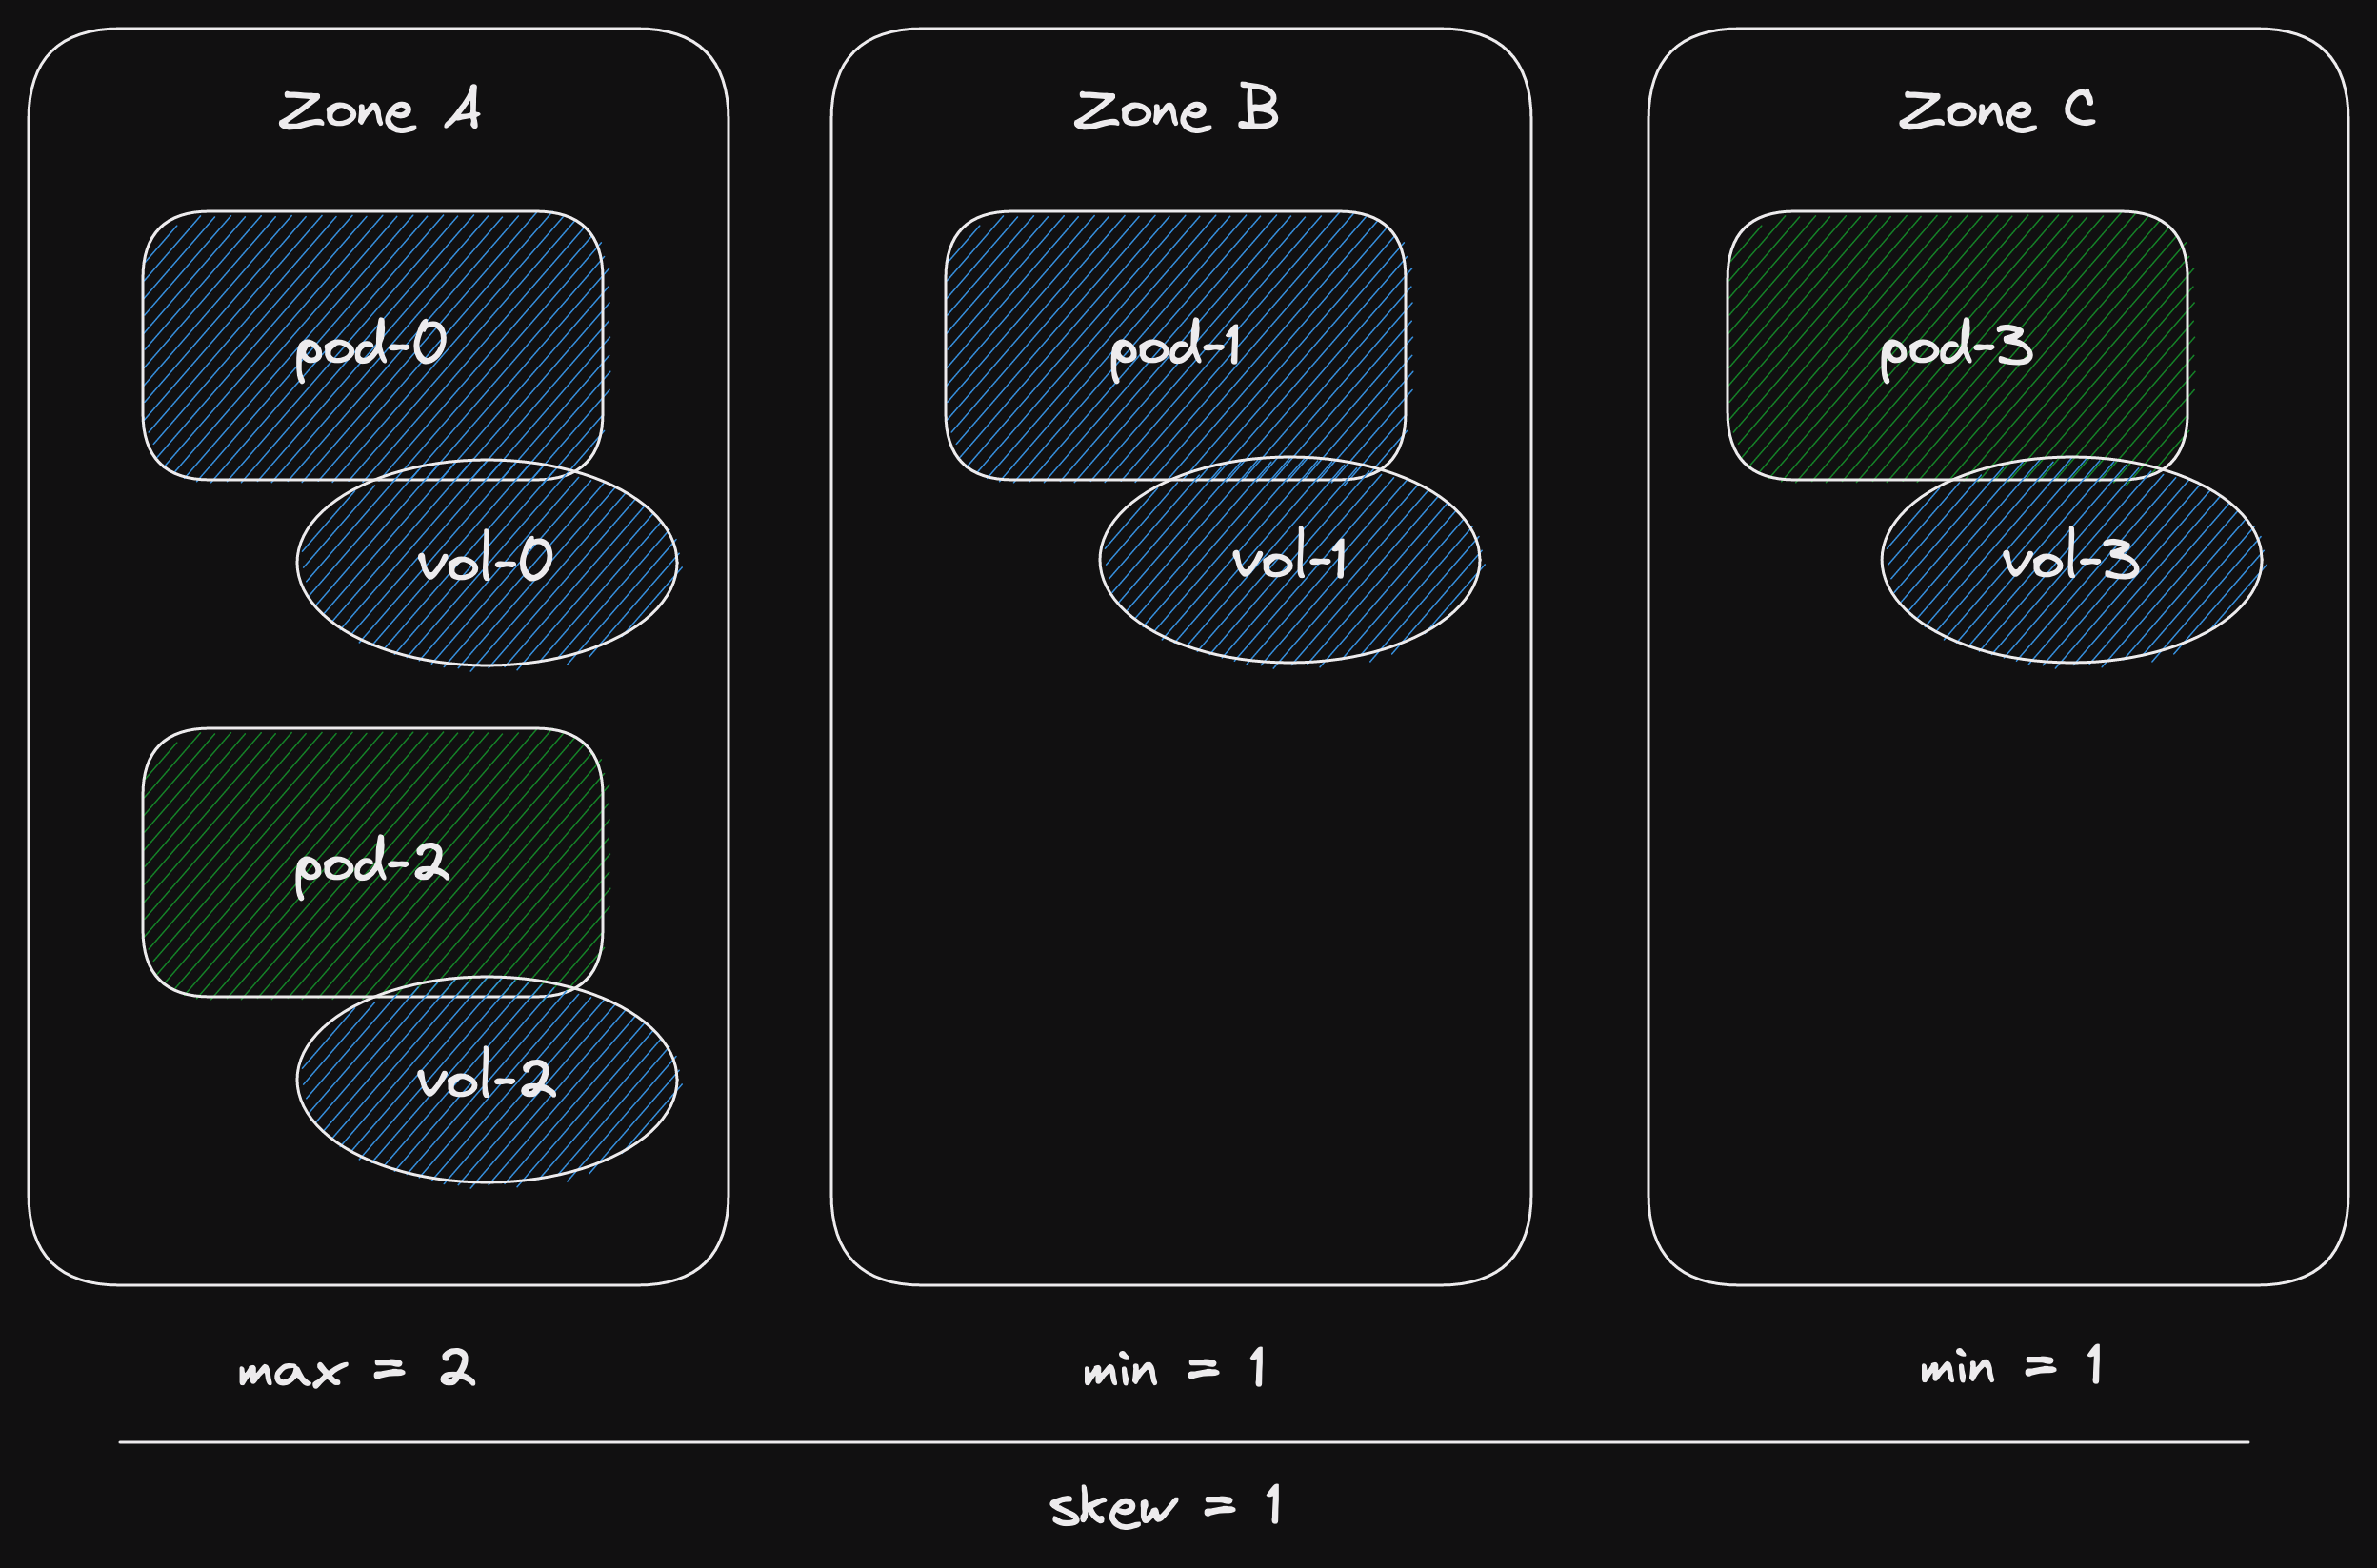 Zone A
Zone B
Zone C
pod-0
pod-1
pod-3
vol-0
vol-1
vol-3
pod-2
vol-2
max = 2
min = 1
min = 1
skew = 1